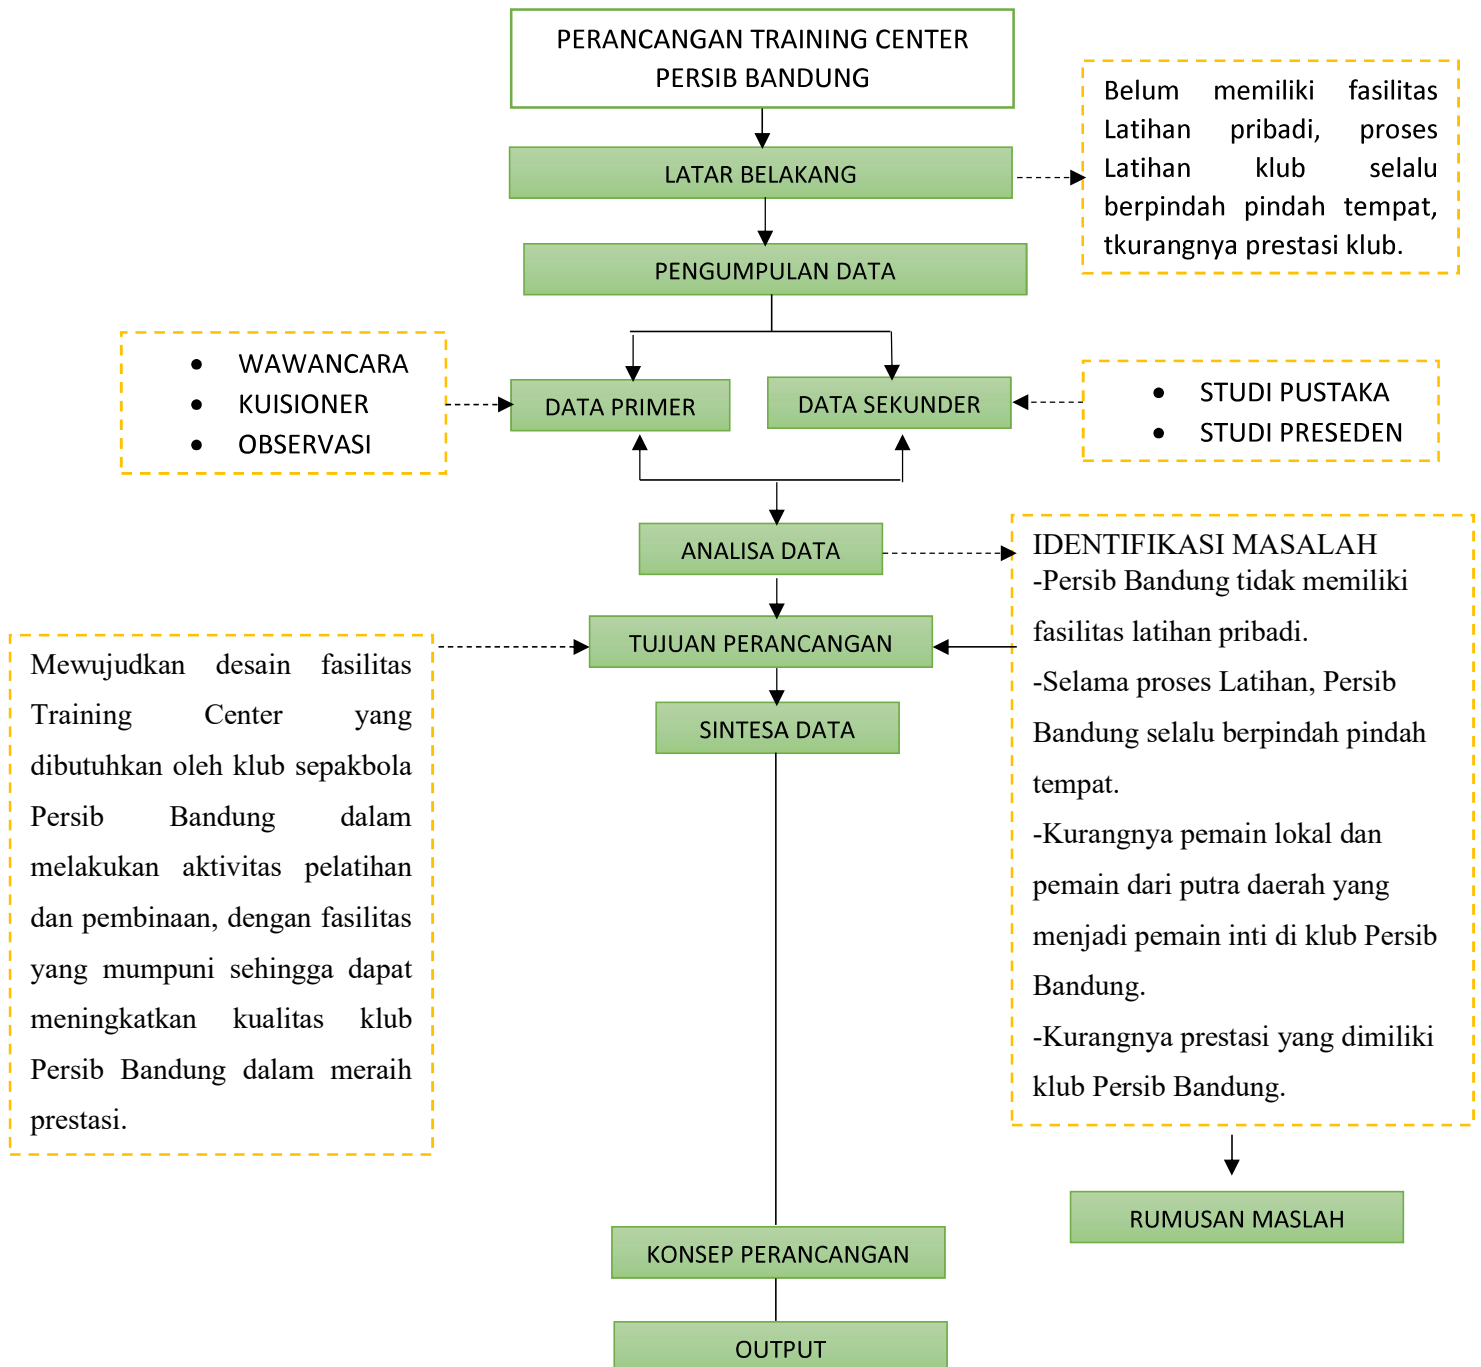 PERANCANGAN TRAINING CENTER
PERSIB BANDUNG
Belum memiliki fasilitas
Latihan pribadi, proses
Latihan klub selalu
berpindah pindah tempat,
tkurangnya prestasi klub.
LATAR BELAKANG
PENGUMPULAN DATA
• WAWANCARA
• KUISIONER
• OBSERVASI
DATA PRIMER
DATA SEKUNDER
• STUDI PUSTAKA
• STUDI PRESEDEN
ANALISA DATA
IDENTIFIKASI MASALAH
-Persib Bandung tidak memiliki
fasilitas latihan pribadi.
-Selama proses Latihan, Persib
Bandung selalu berpindah pindah
tempat.
-Kurangnya pemain lokal dan
pemain dari putra daerah yang
menjadi pemain inti di klub Persib
Bandung.
-Kurangnya prestasi yang dimiliki
klub Persib Bandung.
TUJUAN PERANCANGAN
Mewujudkan desain fasilitas
Training Center yang
dibutuhkan oleh klub sepakbola
Persib Bandung dalam
melakukan aktivitas pelatihan
dan pembinaan, dengan fasilitas
yang mumpuni sehingga dapat
meningkatkan kualitas klub
Persib Bandung dalam meraih
prestasi.
SINTESA DATA
RUMUSAN MASLAH
KONSEP PERANCANGAN
OUTPUT